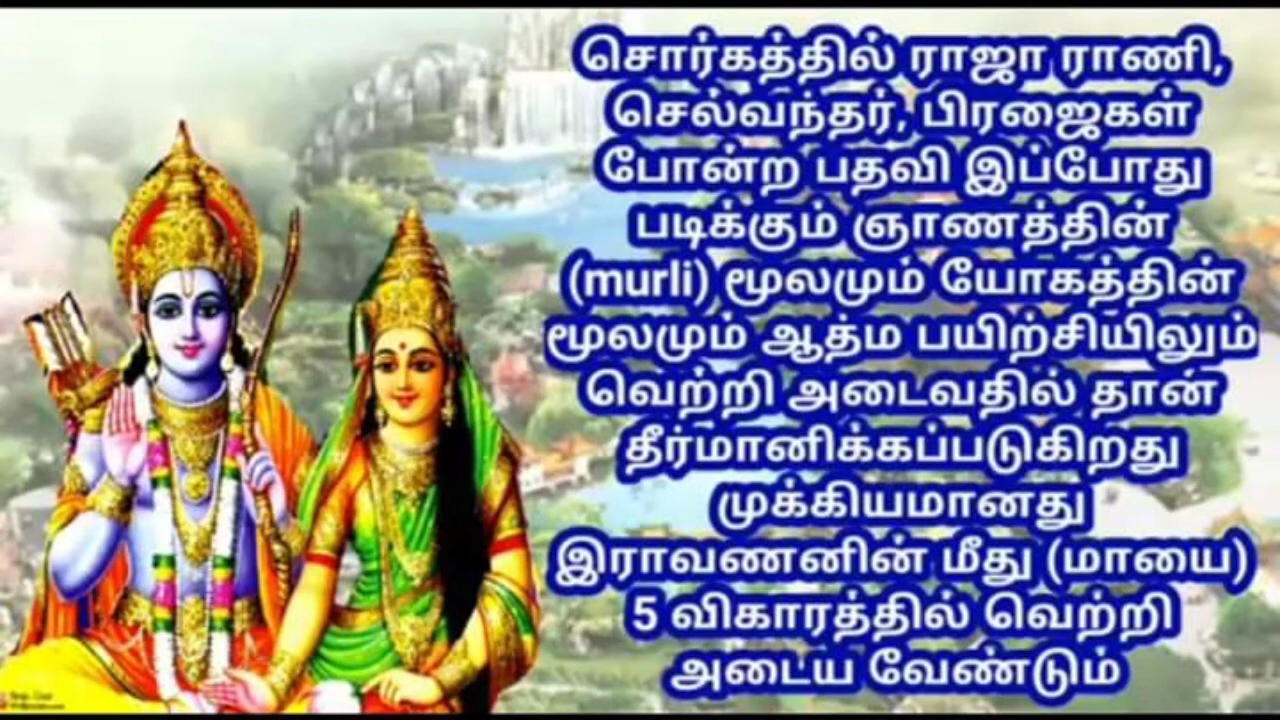 சொர்கத்தில் ராஜா ராணி,
செல்வந்தர், பிரஜைகள்
போன்ற பதவி இப்போது
படிக்கும் ஞாணத்தின்
(murli) மூலமும் யோகத்தின்
மூலமும் ஆத்ம பயிற்சியிலும்
வெற்றி அடைவதில் தான்
தீர்மானிக்கப்படுகிறது
முக்கியமானது
இராவணனின் மீது (மாயை)
5 விகாரத்தில் வெற்றி
அடைய வேண்டும்